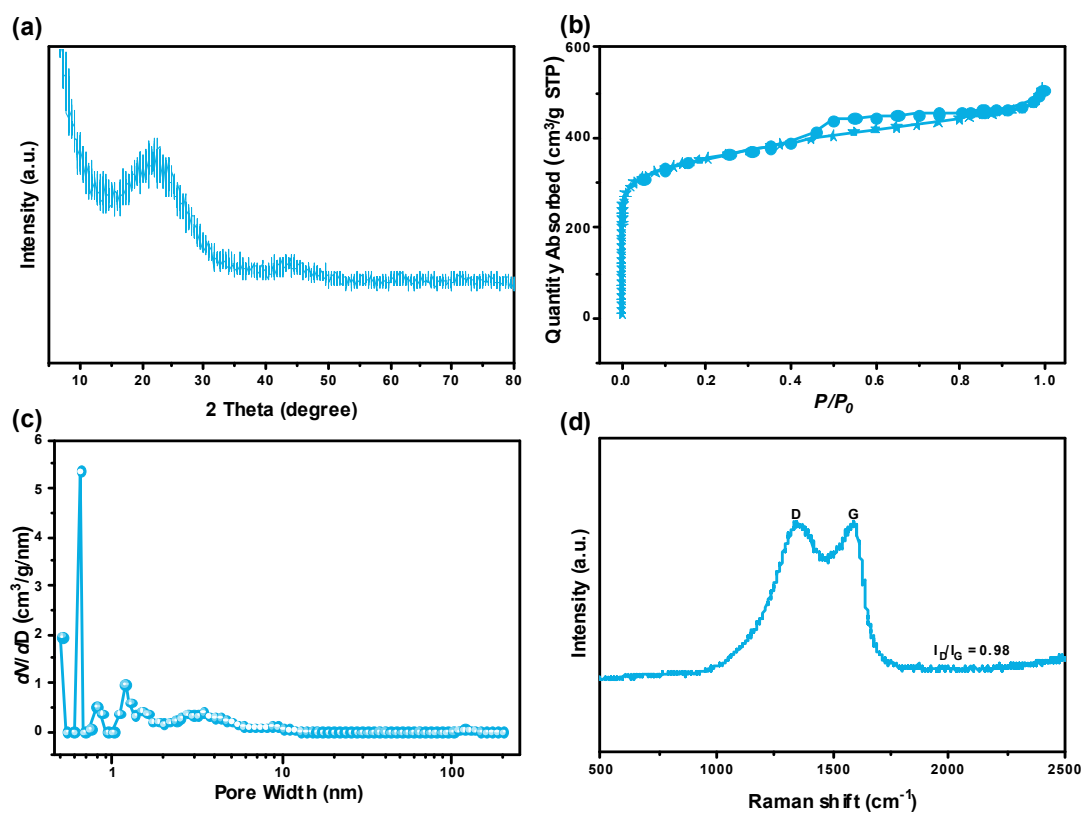 (a)
Intensity (a.u.)
10 20 30 40 50 60 70 80
2 Theta (degree)
(b)
Quantity Absorbed (cm³/g STP)
600
400
200
0
0.0 0.2 0.4 0.6 0.8 1.0
P/P₀
(c)
dV/dD (cm³/g/nm)
6
5
4
3
2
1
0
1 10 100
Pore Width (nm)
(d)
Intensity (a.u.)
D G
I_D/I_G = 0.98
500 1000 1500 2000 2500
Raman shift (cm⁻¹)